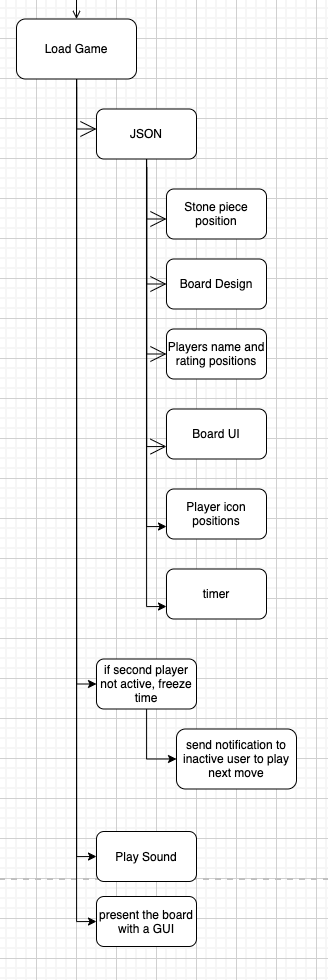 Load Game
JSON
Stone piece
position
Board Design
Players name and
rating positions
Board UI
Player icon
positions
timer
if second player
not active, freeze
time
send notification to
inactive user to play
next move
Play Sound
present the board
with a GUI